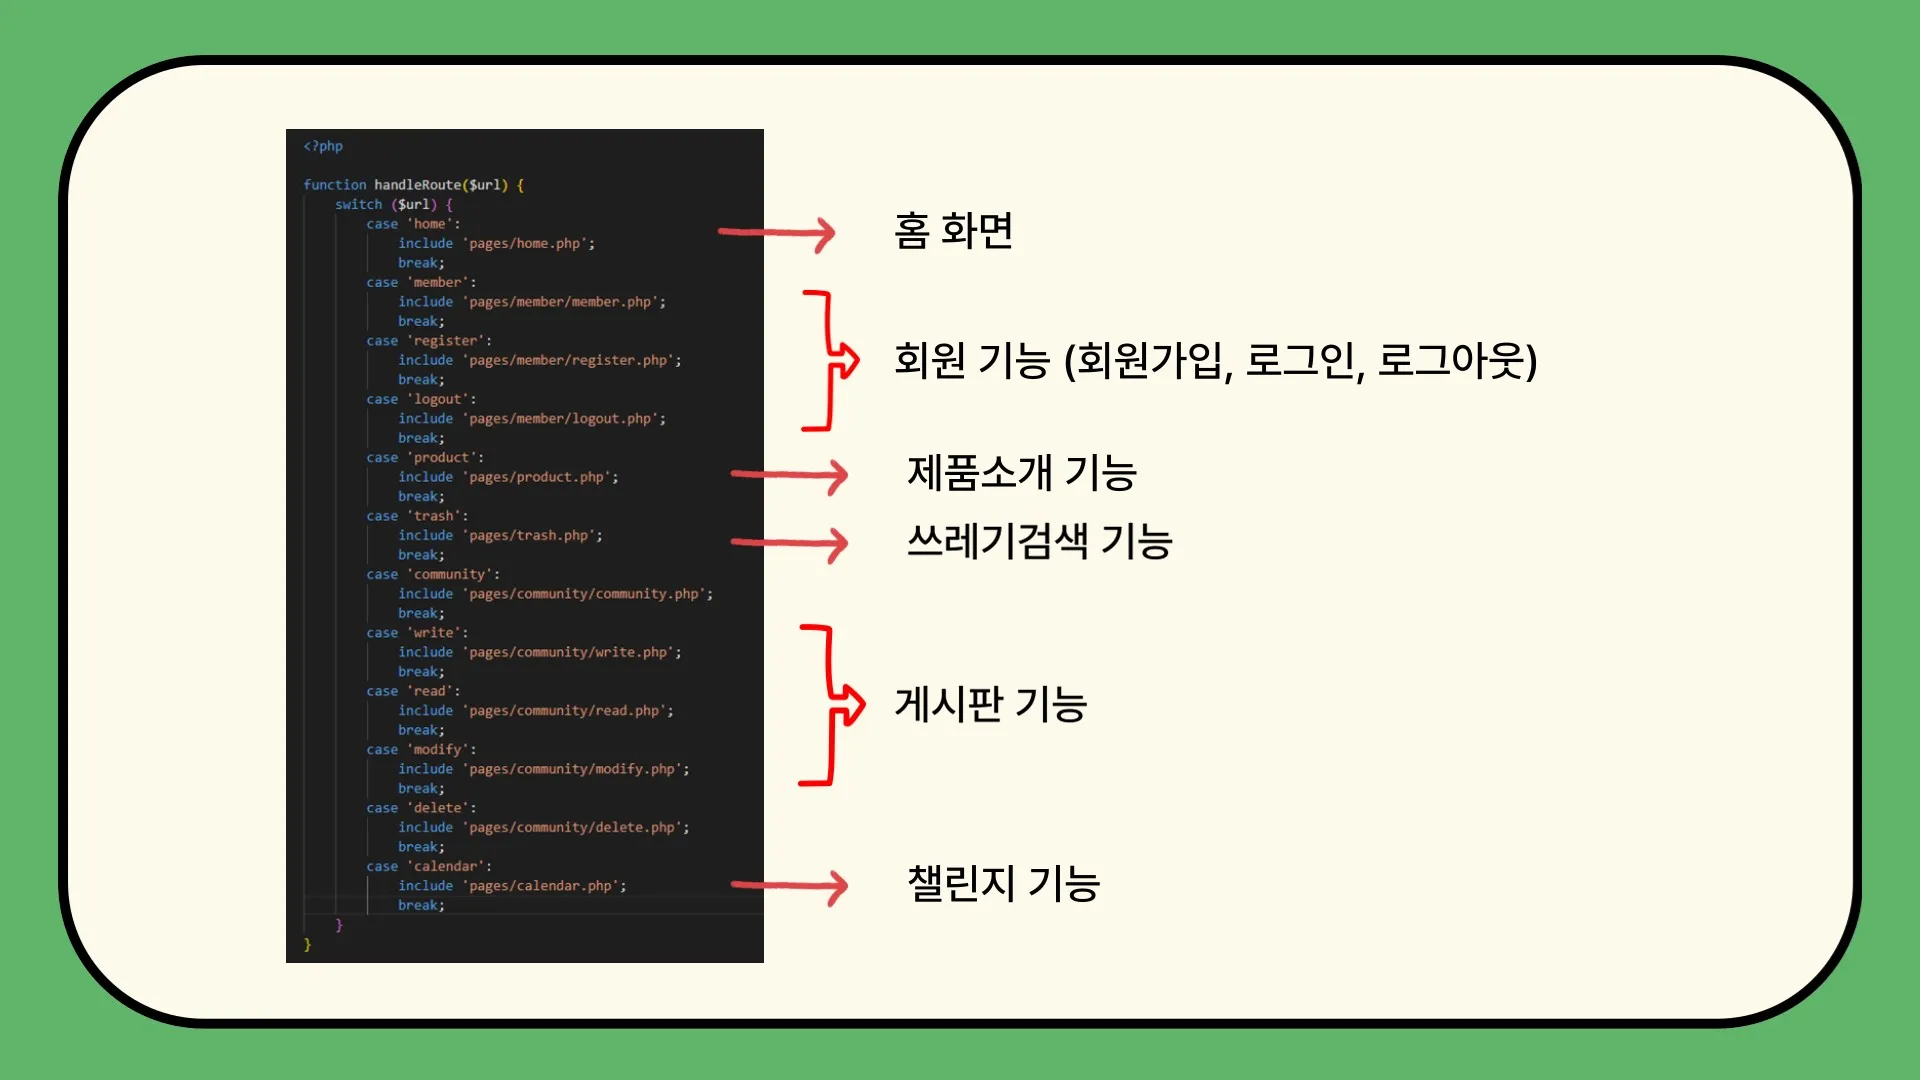 <?php
function handleRoute($url) {
switch ($url) {
case 'home':
include 'pages/home.php';
break;
case 'member':
include 'pages/member/member.php';
break;
case 'register':
include 'pages/member/register.php';
break;
case 'logout':
include 'pages/member/logout.php';
break;
case 'product':
include 'pages/product.php';
break;
case 'trash':
include 'pages/trash.php';
break;
case 'community':
include 'pages/community/community.php';
break;
case 'write':
include 'pages/community/write.php';
break;
case 'read':
include 'pages/community/read.php';
break;
case 'modify':
include 'pages/community/modify.php';
break;
case 'delete':
include 'pages/community/delete.php';
break;
case 'calendar':
include 'pages/calendar.php';
break;
}
}
홈 화면
회원 기능 (회원가입, 로그인, 로그아웃)
제품소개 기능
쓰레기검색 기능
게시판 기능
챌린지 기능